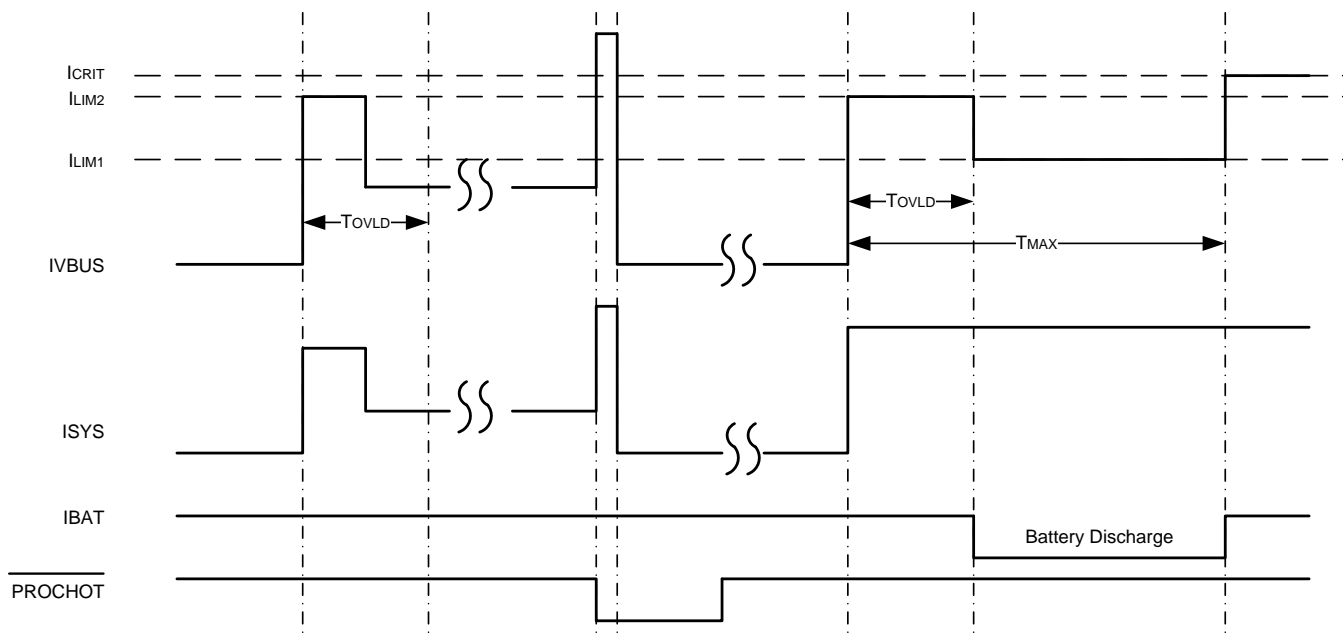 ICRIT
ILIM2
ILIM1
TOVLD
TOVLD
TMAX
IVBUS
ISYS
IBAT
Battery Discharge
PROCHOT